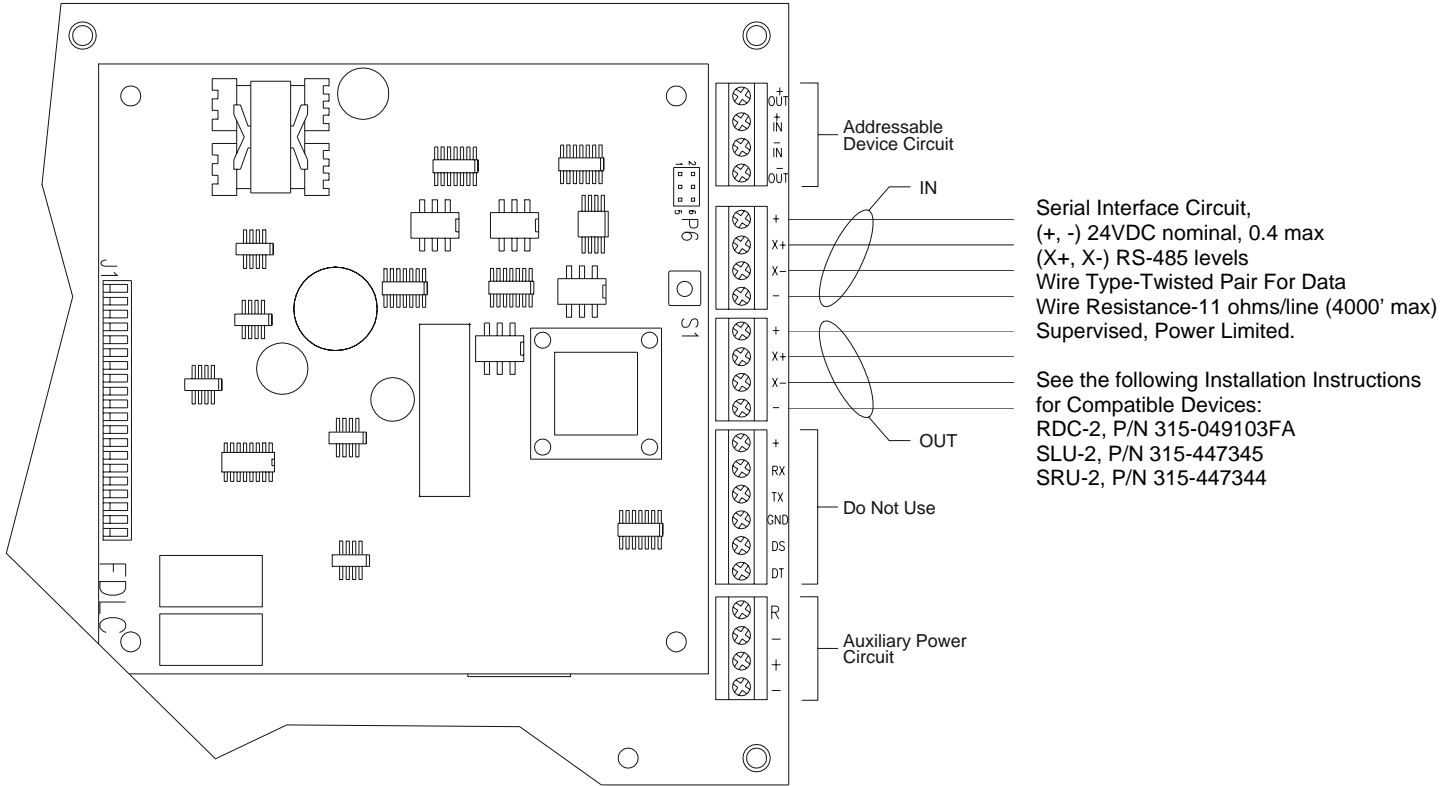 +
OUT
+
IN
−
IN
−
OUT
Addressable
Device Circuit
1 2
5 6
P6
S1
J1
FDLC
IN
+
X+
X−
−
+
X+
X−
−
OUT
Serial Interface Circuit,
(+, -) 24VDC nominal, 0.4 max
(X+, X-) RS-485 levels
Wire Type-Twisted Pair For Data
Wire Resistance-11 ohms/line (4000’ max)
Supervised, Power Limited.
See the following Installation Instructions
for Compatible Devices:
RDC-2, P/N 315-049103FA
SLU-2, P/N 315-447345
SRU-2, P/N 315-447344
+
RX
TX
GND
DS
DT
Do Not Use
R
−
+
−
Auxiliary Power
Circuit